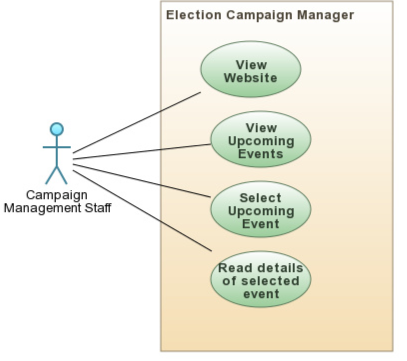 Election Campaign Manager
View
Website
View
Upcoming
Events
Select
Upcoming
Event
Read details
of selected
event
Campaign
Management Staff